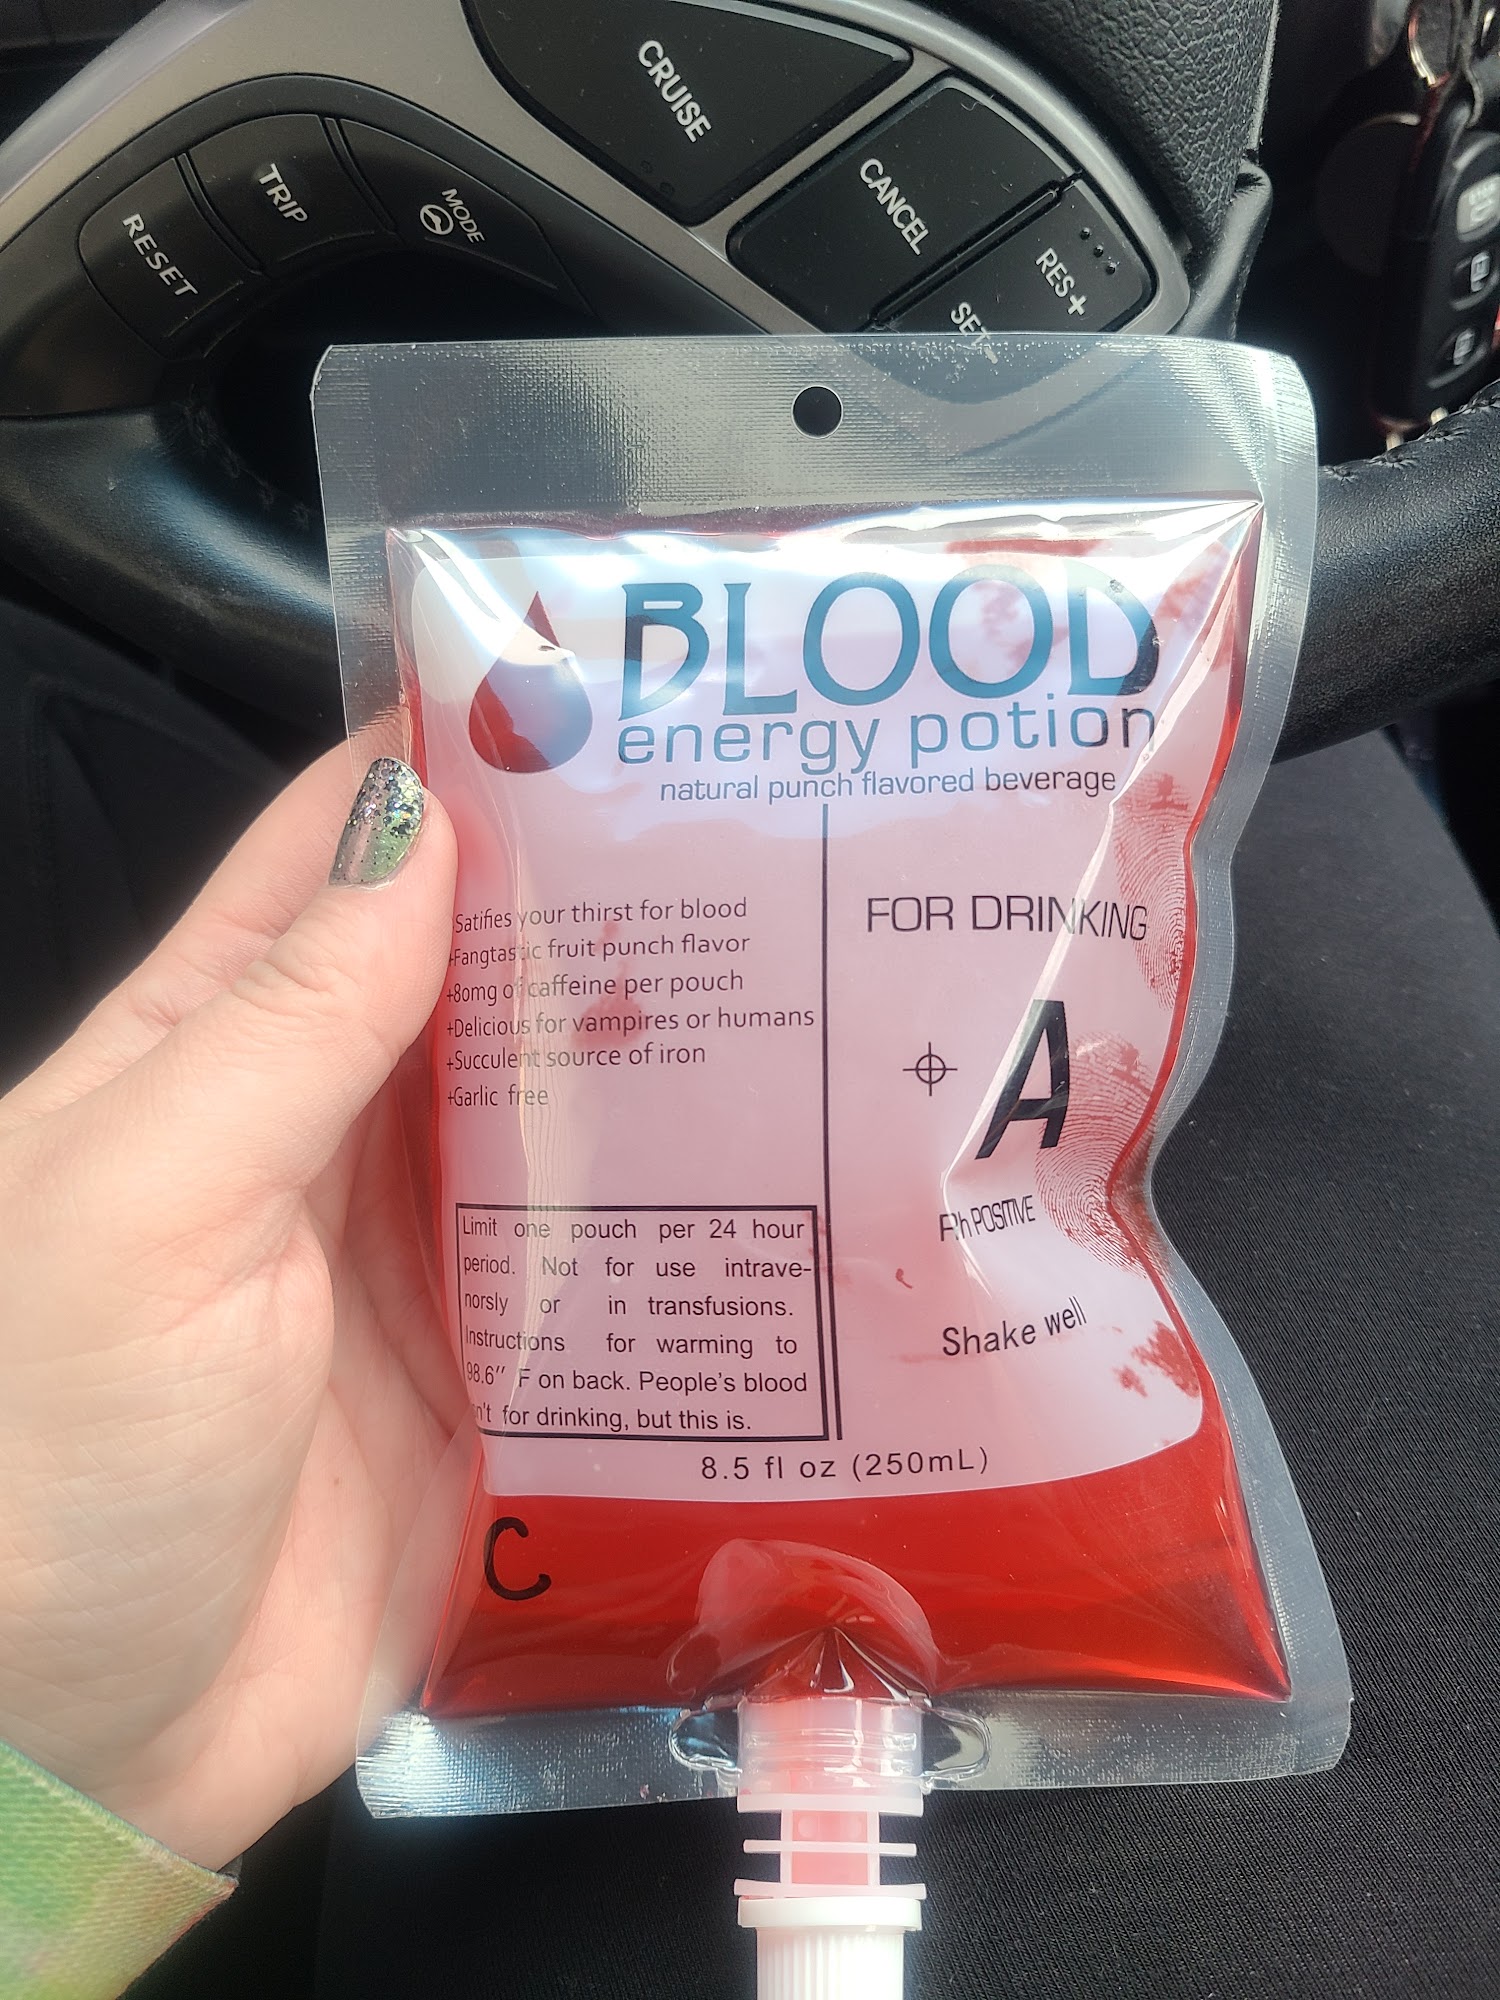 CRUISE
CANCEL
RES+
SET-
MODE
TRIP
RESET
BLOOD
energy potion
natural punch flavored beverage
Satifies your thirst for blood
+Fangtastic fruit punch flavor
+80mg of caffeine per pouch
+Delicious for vampires or humans
+Succulent source of iron
+Garlic free
FOR DRINKING
A
Rh POSITIVE
Shake well
Limit one pouch per 24 hour
period. Not for use intrave-
norsly or in transfusions.
Instructions for warming to
98.6" F on back. People's blood
n't for drinking, but this is.
8.5 fl oz (250mL)
C